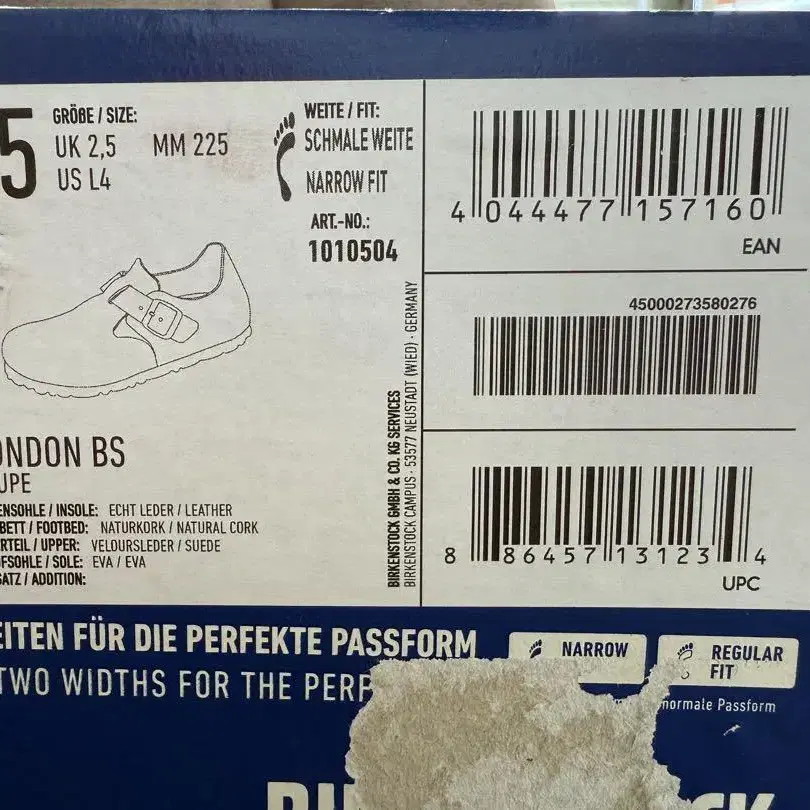 5
GRÖßE / SIZE:
UK 2,5 MM 225
US L4
WEITE / FIT:
SCHMALE WEITE
NARROW FIT
ART.-NO.:
1010504
4 044477 157160
EAN
45000273580276
8 86457 13123 4
UPC
BIRKENSTOCK GMBH & CO. KG SERVICES
BIRKENSTOCK CAMPUS · 53577 NEUSTADT (WIED) · GERMANY
ONDON BS
UPE
ENSOHLE / INSOLE: ECHT LEDER / LEATHER
BETT / FOOTBED: NATURKORK / NATURAL CORK
RTEIL / UPPER: VELOURSLEDER / SUEDE
FSOHLE / SOLE: EVA / EVA
SATZ / ADDITION:
EITEN FÜR DIE PERFEKTE PASSFORM
TWO WIDTHS FOR THE PERF
NARROW
REGULAR
FIT
normale Passform